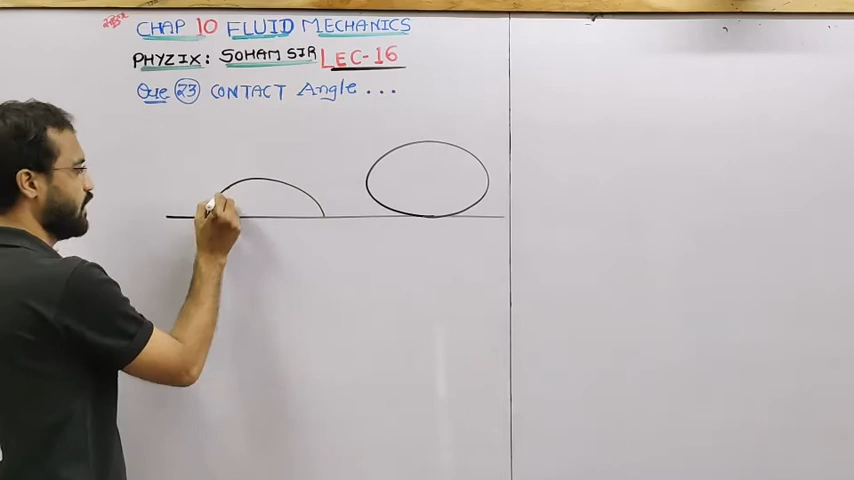 CHAP 10 FLUID MECHANICS
PHYZIX: SOHAM SIR LEC-16
Que 23 CONTACT Angle...